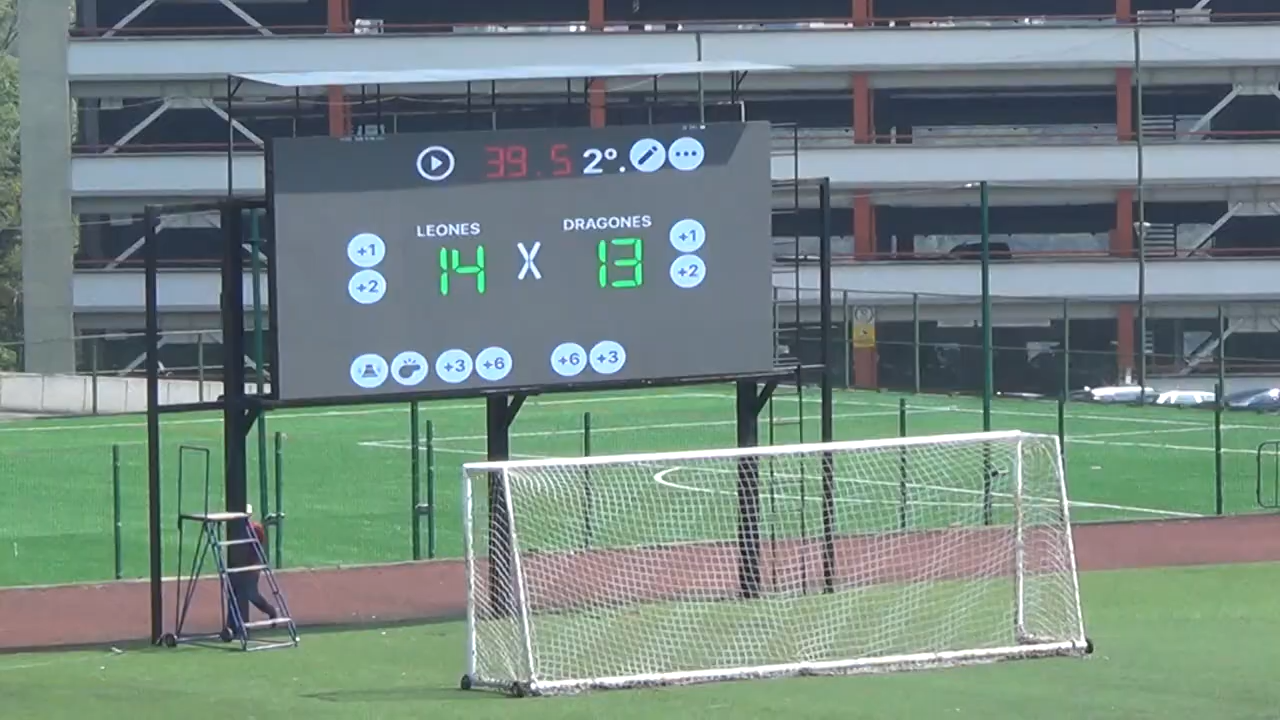 39.5 2°.
LEONES DRAGONES
14 X 13
+1 +1
+2 +2
+3 +6 +6 +3